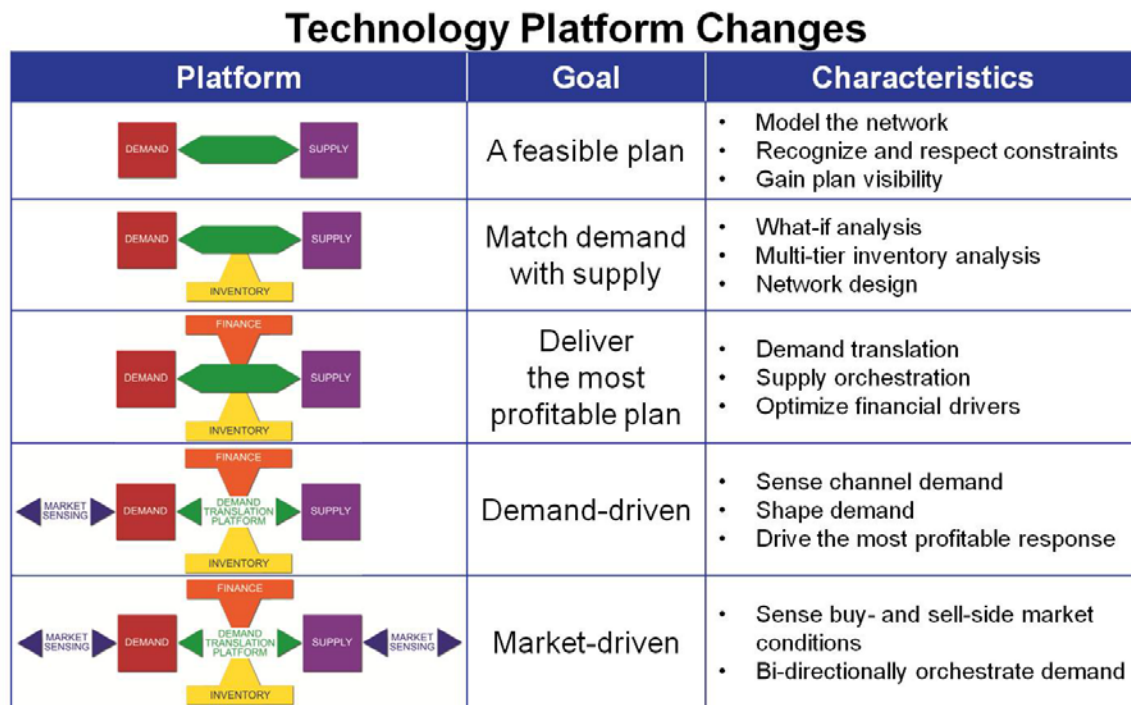 Technology Platform Changes
Platform
Goal
Characteristics
DEMAND
SUPPLY
A feasible plan
• Model the network
• Recognize and respect constraints
• Gain plan visibility
DEMAND
SUPPLY
INVENTORY
Match demand
with supply
• What-if analysis
• Multi-tier inventory analysis
• Network design
FINANCE
DEMAND
SUPPLY
INVENTORY
Deliver
the most
profitable plan
• Demand translation
• Supply orchestration
• Optimize financial drivers
FINANCE
MARKET
SENSING
DEMAND
DEMAND
TRANSLATION
PLATFORM
SUPPLY
INVENTORY
Demand-driven
• Sense channel demand
• Shape demand
• Drive the most profitable response
FINANCE
MARKET
SENSING
DEMAND
DEMAND
TRANSLATION
PLATFORM
SUPPLY
MARKET
SENSING
INVENTORY
Market-driven
• Sense buy- and sell-side market
conditions
• Bi-directionally orchestrate demand